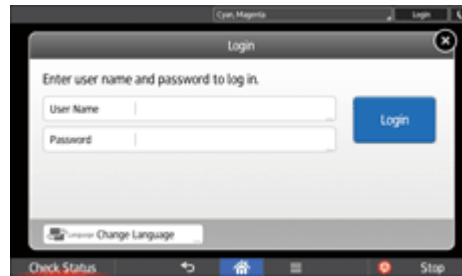 Cyan, Magenta
Login
Login
Enter user name and password to log in.
User Name
Login
Password
Change Language
Check Status
Stop